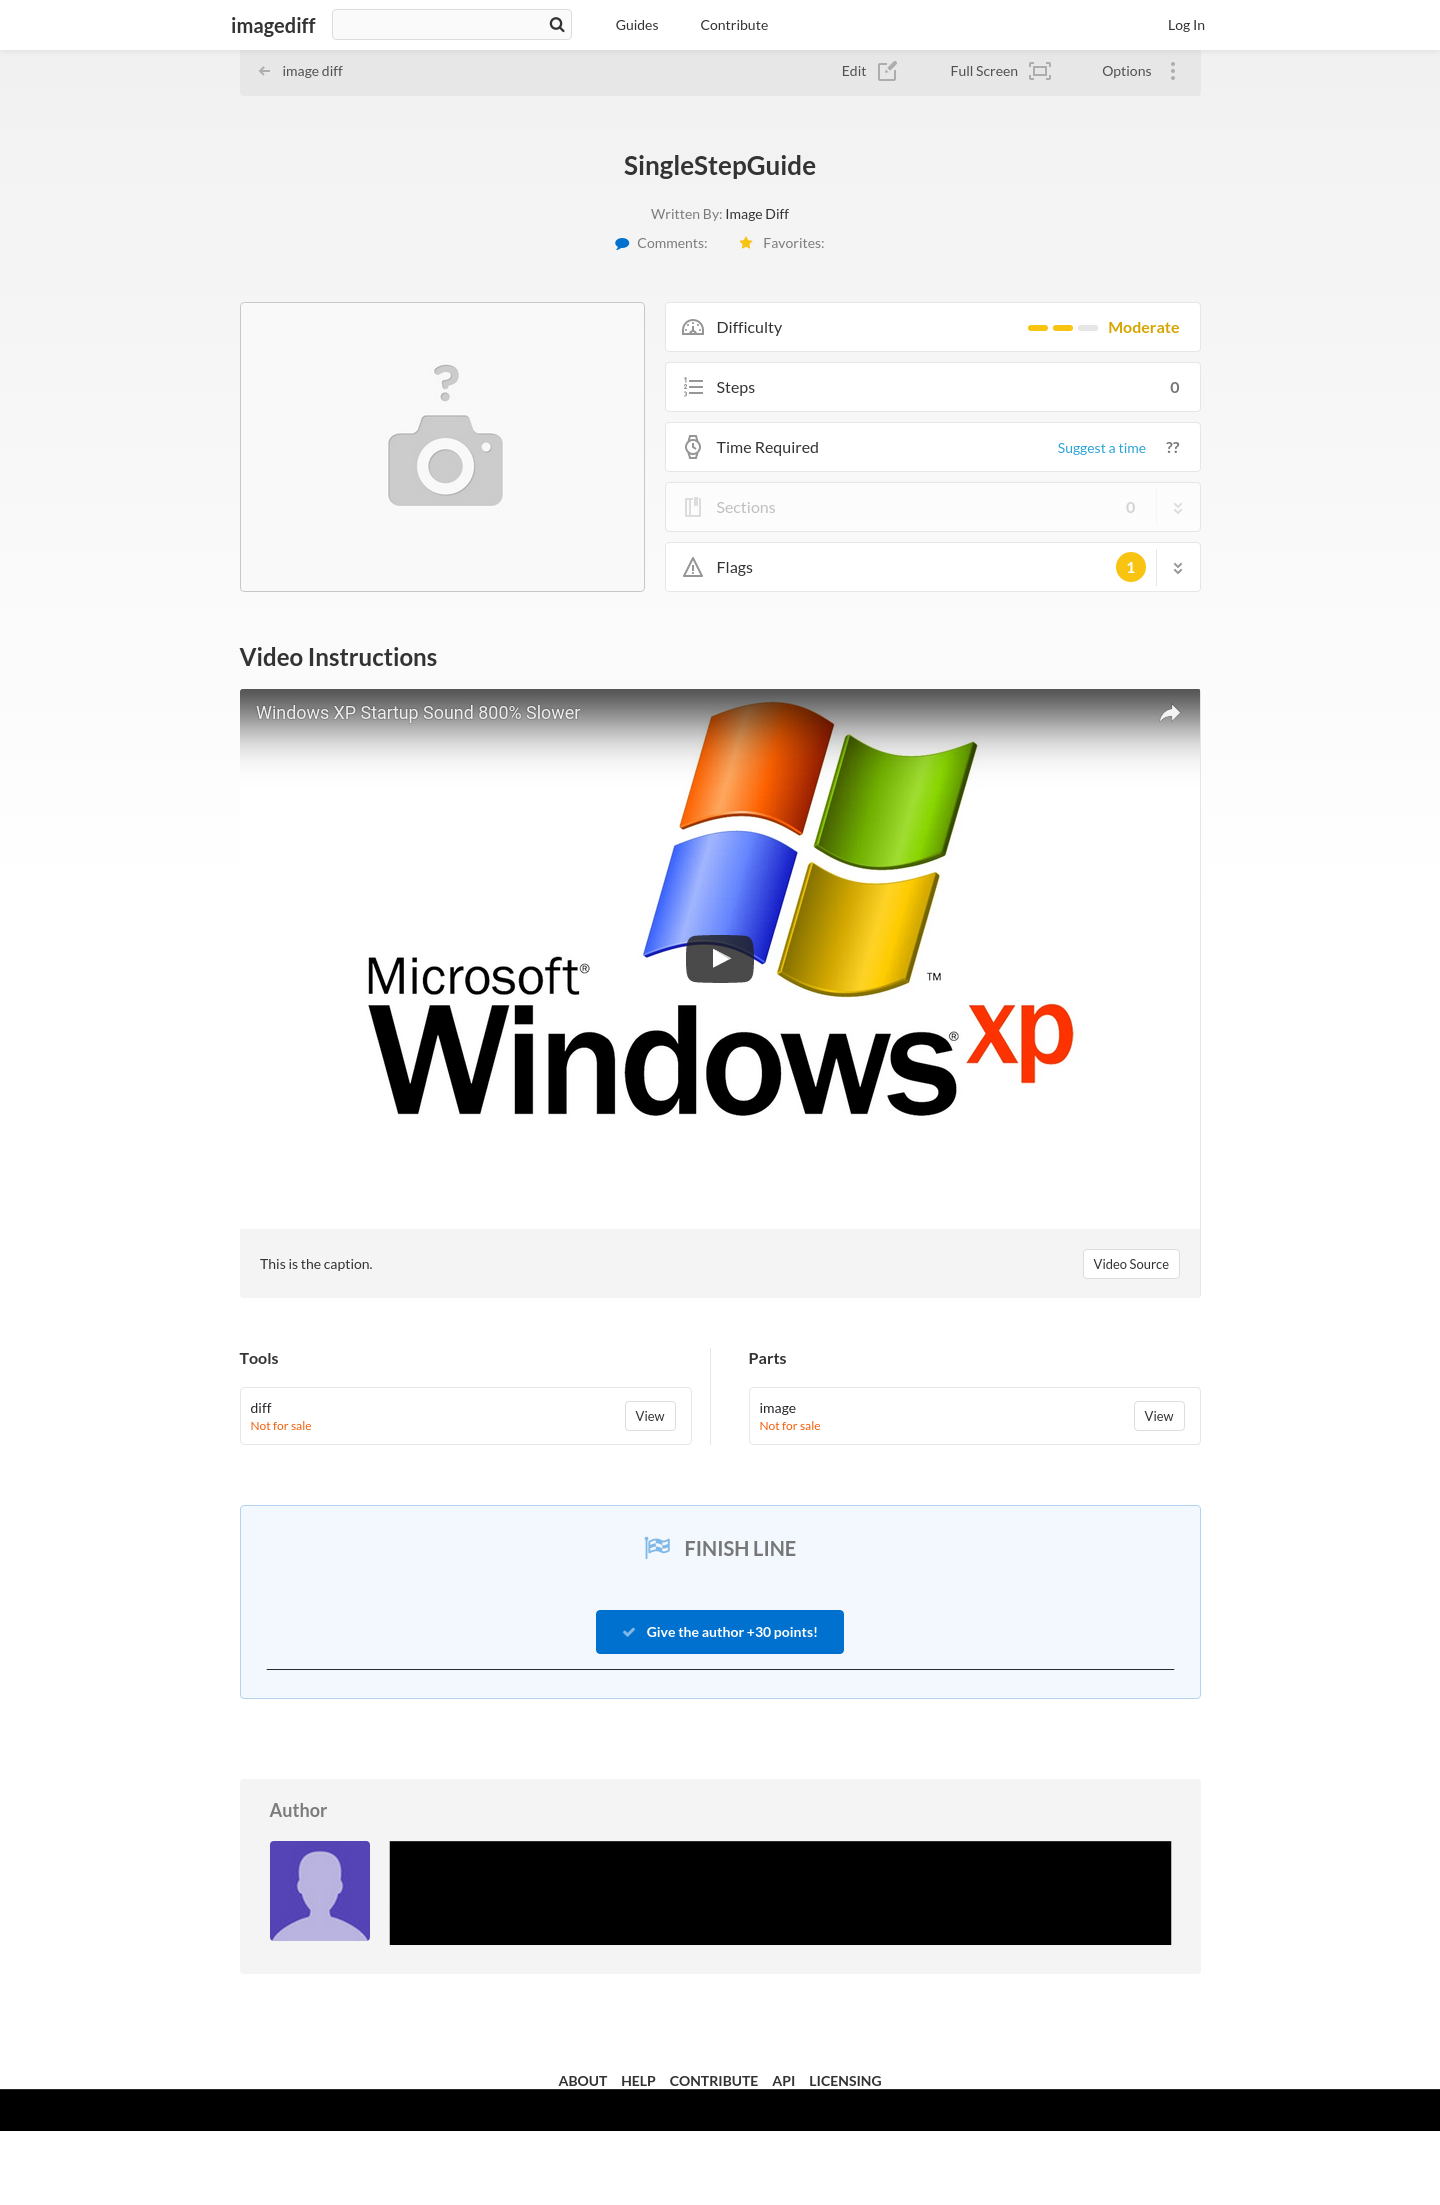 imagediff
Guides
Contribute
Log In
image diff
Edit
Full Screen
Options
SingleStepGuide
Written By: Image Diff
Comments:
Favorites:
?
Difficulty
Moderate
Steps
0
Time Required
Suggest a time
??
Sections
0
Flags
1
Video Instructions
Windows XP Startup Sound 800% Slower
Microsoft®
™
Windows® xp
This is the caption.
Video Source
Tools
Parts
diff
Not for sale
View
image
Not for sale
View
FINISH LINE
Give the author +30 points!
Author
ABOUT HELP CONTRIBUTE API LICENSING